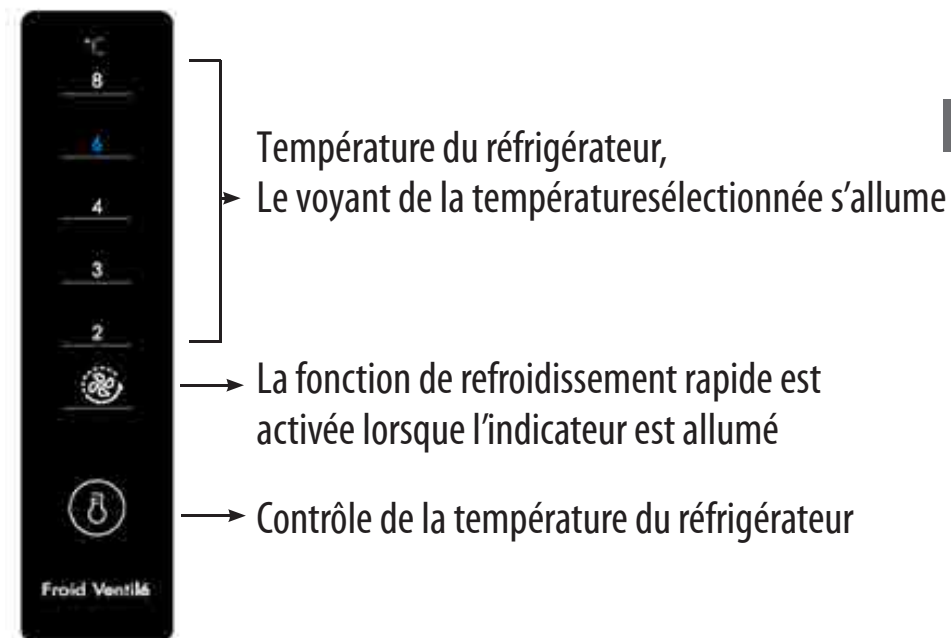 °C
8
6
4
3
2
Froid Ventilé
Température du réfrigérateur,
Le voyant de la températuresélectionnée s’allume
La fonction de refroidissement rapide est
activée lorsque l’indicateur est allumé
Contrôle de la température du réfrigérateur